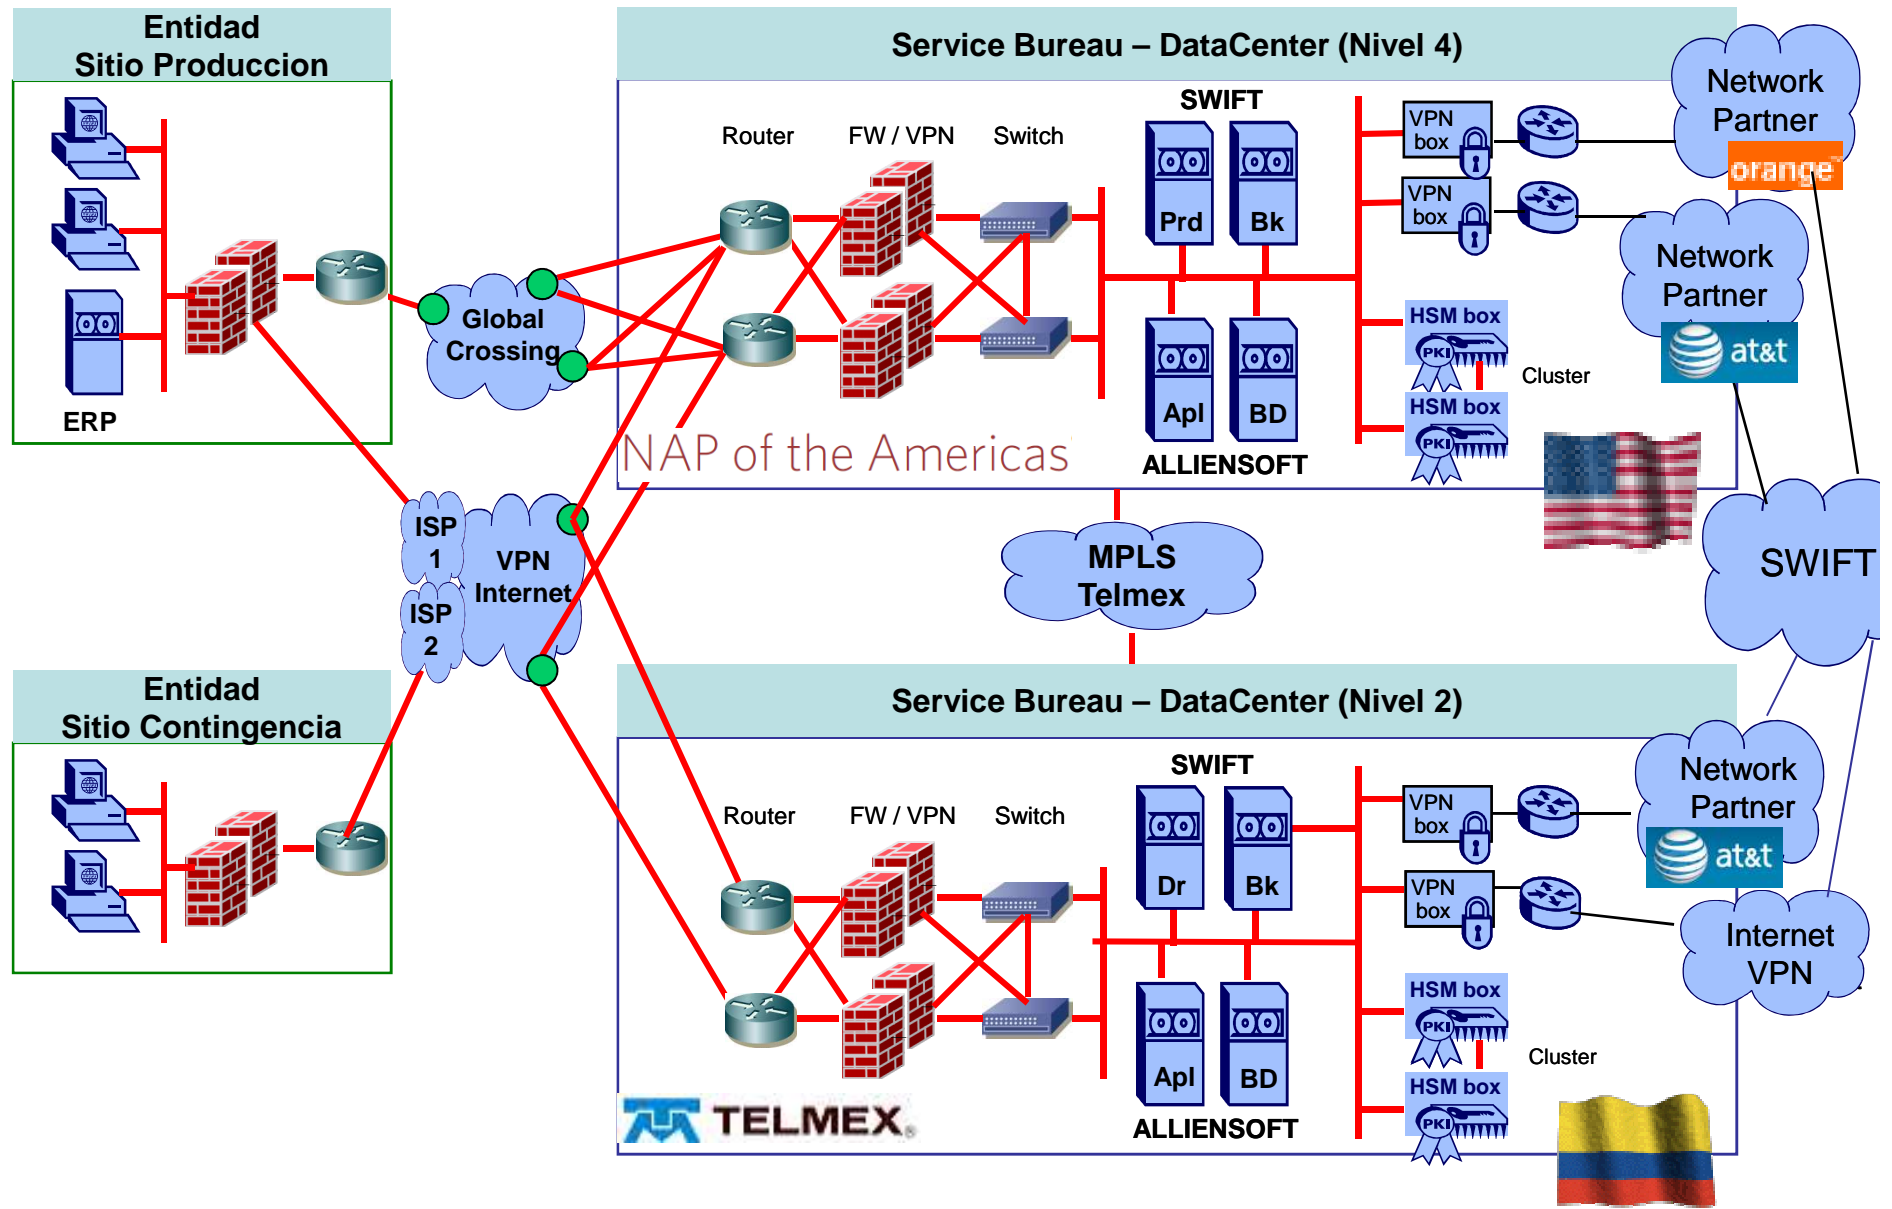 Entidad
Sitio Produccion
ERP
Global
Crossing
ISP
1
ISP
2
VPN
Internet
Entidad
Sitio Contingencia
Service Bureau – DataCenter (Nivel 4)
Router
FW / VPN
Switch
SWIFT
Prd
Bk
Apl
BD
ALLIENSOFT
VPN
box
VPN
box
HSM box
PKI
Cluster
HSM box
PKI
NAP of the Americas
Network
Partner
orange™
Network
Partner
at&t
SWIFT
MPLS
Telmex
Service Bureau – DataCenter (Nivel 2)
Router
FW / VPN
Switch
SWIFT
Dr
Bk
Apl
BD
ALLIENSOFT
VPN
box
VPN
box
HSM box
PKI
Cluster
HSM box
PKI
TELMEX®
Network
Partner
at&t
Internet
VPN